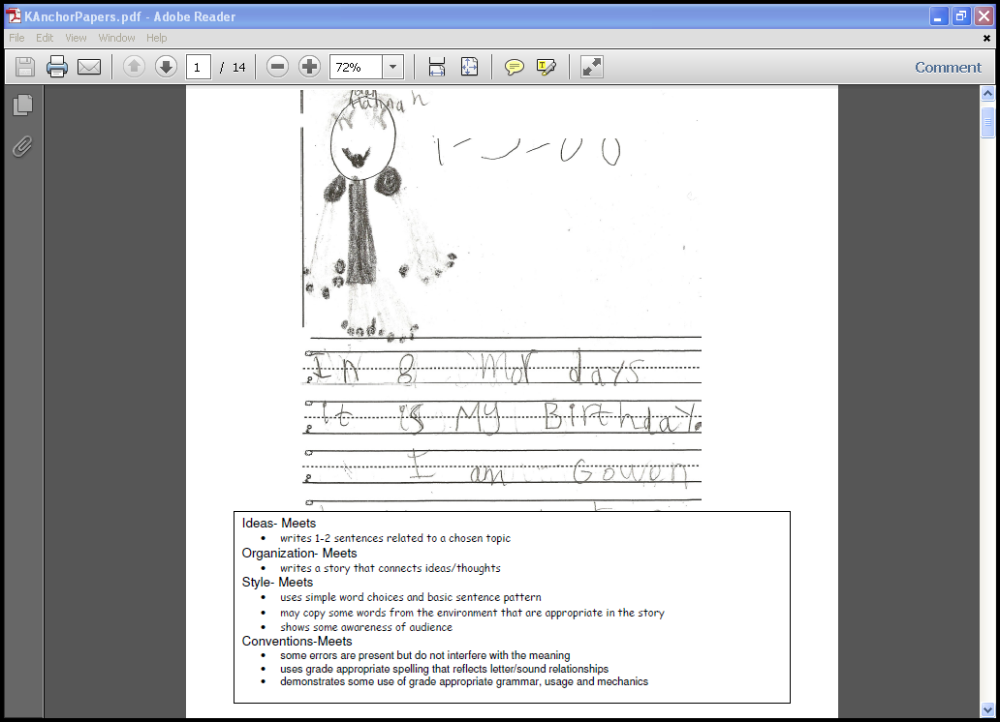 KAnchorPapers.pdf - Adobe Reader
File Edit View Window Help
1 / 14 72% Comment
Hannah
In 8 Mor days
it is My Birthday.
I am Gowon
Ideas- Meets
• writes 1-2 sentences related to a chosen topic
Organization- Meets
• writes a story that connects ideas/thoughts
Style- Meets
• uses simple word choices and basic sentence pattern
• may copy some words from the environment that are appropriate in the story
• shows some awareness of audience
Conventions-Meets
• some errors are present but do not interfere with the meaning
• uses grade appropriate spelling that reflects letter/sound relationships
• demonstrates some use of grade appropriate grammar, usage and mechanics